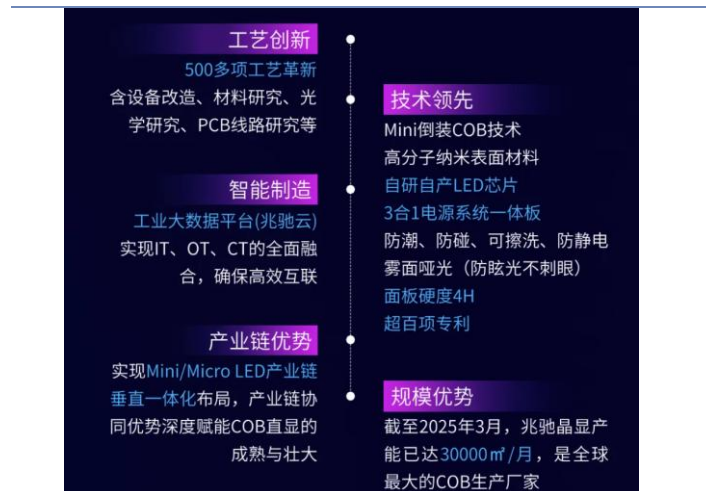 工艺创新
500多项工艺革新
含设备改造、材料研究、光
学研究、PCB线路研究等
技术领先
Mini倒装COB技术
高分子纳米表面材料
自研自产LED芯片
3合1电源系统一体板
防潮、防碰、可擦洗、防静电
雾面哑光（防眩光不刺眼）
面板硬度4H
超百项专利
智能制造
工业大数据平台(兆驰云)
实现IT、OT、CT的全面融
合，确保高效互联
产业链优势
实现Mini/Micro LED产业链
垂直一体化布局，产业链协
同优势深度赋能COB直显的
成熟与壮大
规模优势
截至2025年3月，兆驰晶显产
能已达30000㎡/月，是全球
最大的COB生产厂家